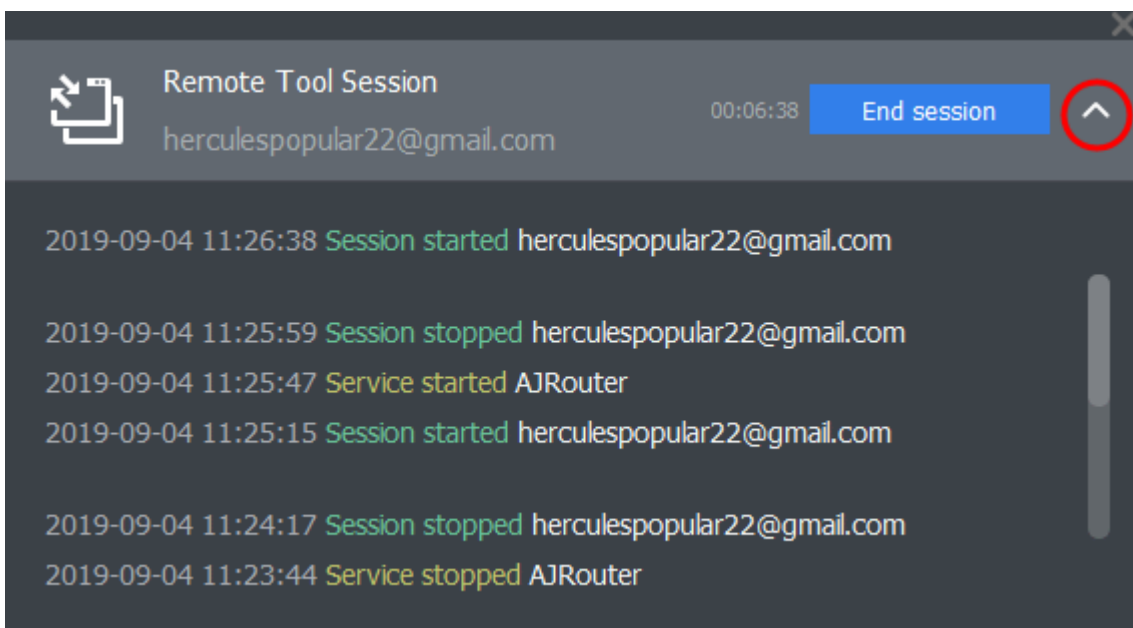 Remote Tool Session
herculespopular22@gmail.com
00:06:38
End session
2019-09-04 11:26:38 Session started herculespopular22@gmail.com
2019-09-04 11:25:59 Session stopped herculespopular22@gmail.com
2019-09-04 11:25:47 Service started AJRouter
2019-09-04 11:25:15 Session started herculespopular22@gmail.com
2019-09-04 11:24:17 Session stopped herculespopular22@gmail.com
2019-09-04 11:23:44 Service stopped AJRouter